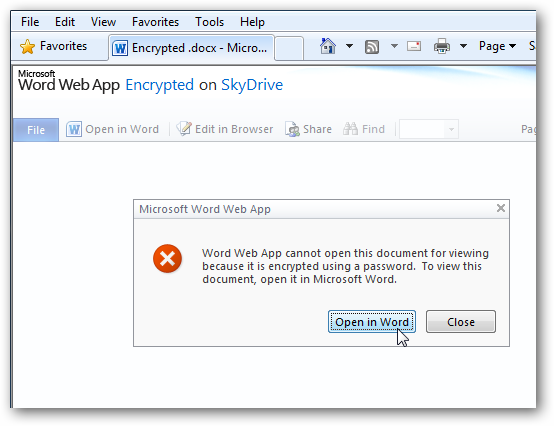 File Edit View Favorites Tools Help
Favorites Encrypted .docx - Micro... Page S
Microsoft
Word Web App Encrypted on SkyDrive
File Open in Word Edit in Browser Share Find Pag
Microsoft Word Web App
Word Web App cannot open this document for viewing
because it is encrypted using a password. To view this
document, open it in Microsoft Word.
Open in Word Close